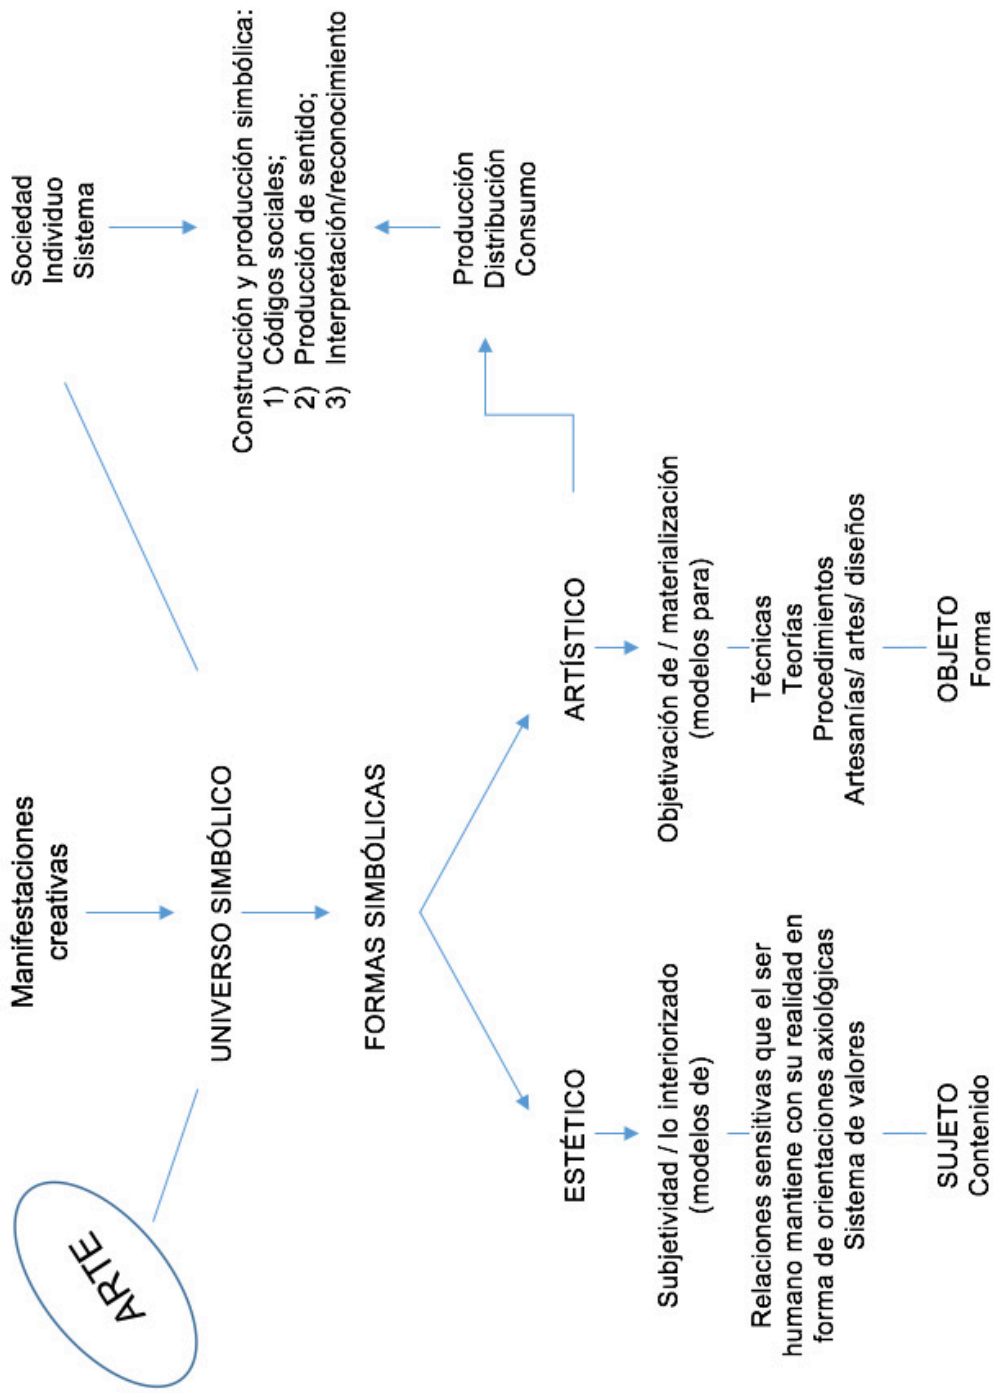 ARTE
Manifestaciones
creativas
Sociedad
Individuo
Sistema
UNIVERSO SIMBÓLICO
FORMAS SIMBÓLICAS
Construcción y producción simbólica:
1) Códigos sociales;
2) Producción de sentido;
3) Interpretación/reconocimiento
Producción
Distribución
Consumo
ESTÉTICO
Subjetividad / lo interiorizado
(modelos de)
Relaciones sensitivas que el ser
humano mantiene con su realidad en
forma de orientaciones axiológicas
Sistema de valores
SUJETO
Contenido
ARTÍSTICO
Objetivación de / materialización
(modelos para)
Técnicas
Teorías
Procedimientos
Artesanías/ artes/ diseños
OBJETO
Forma